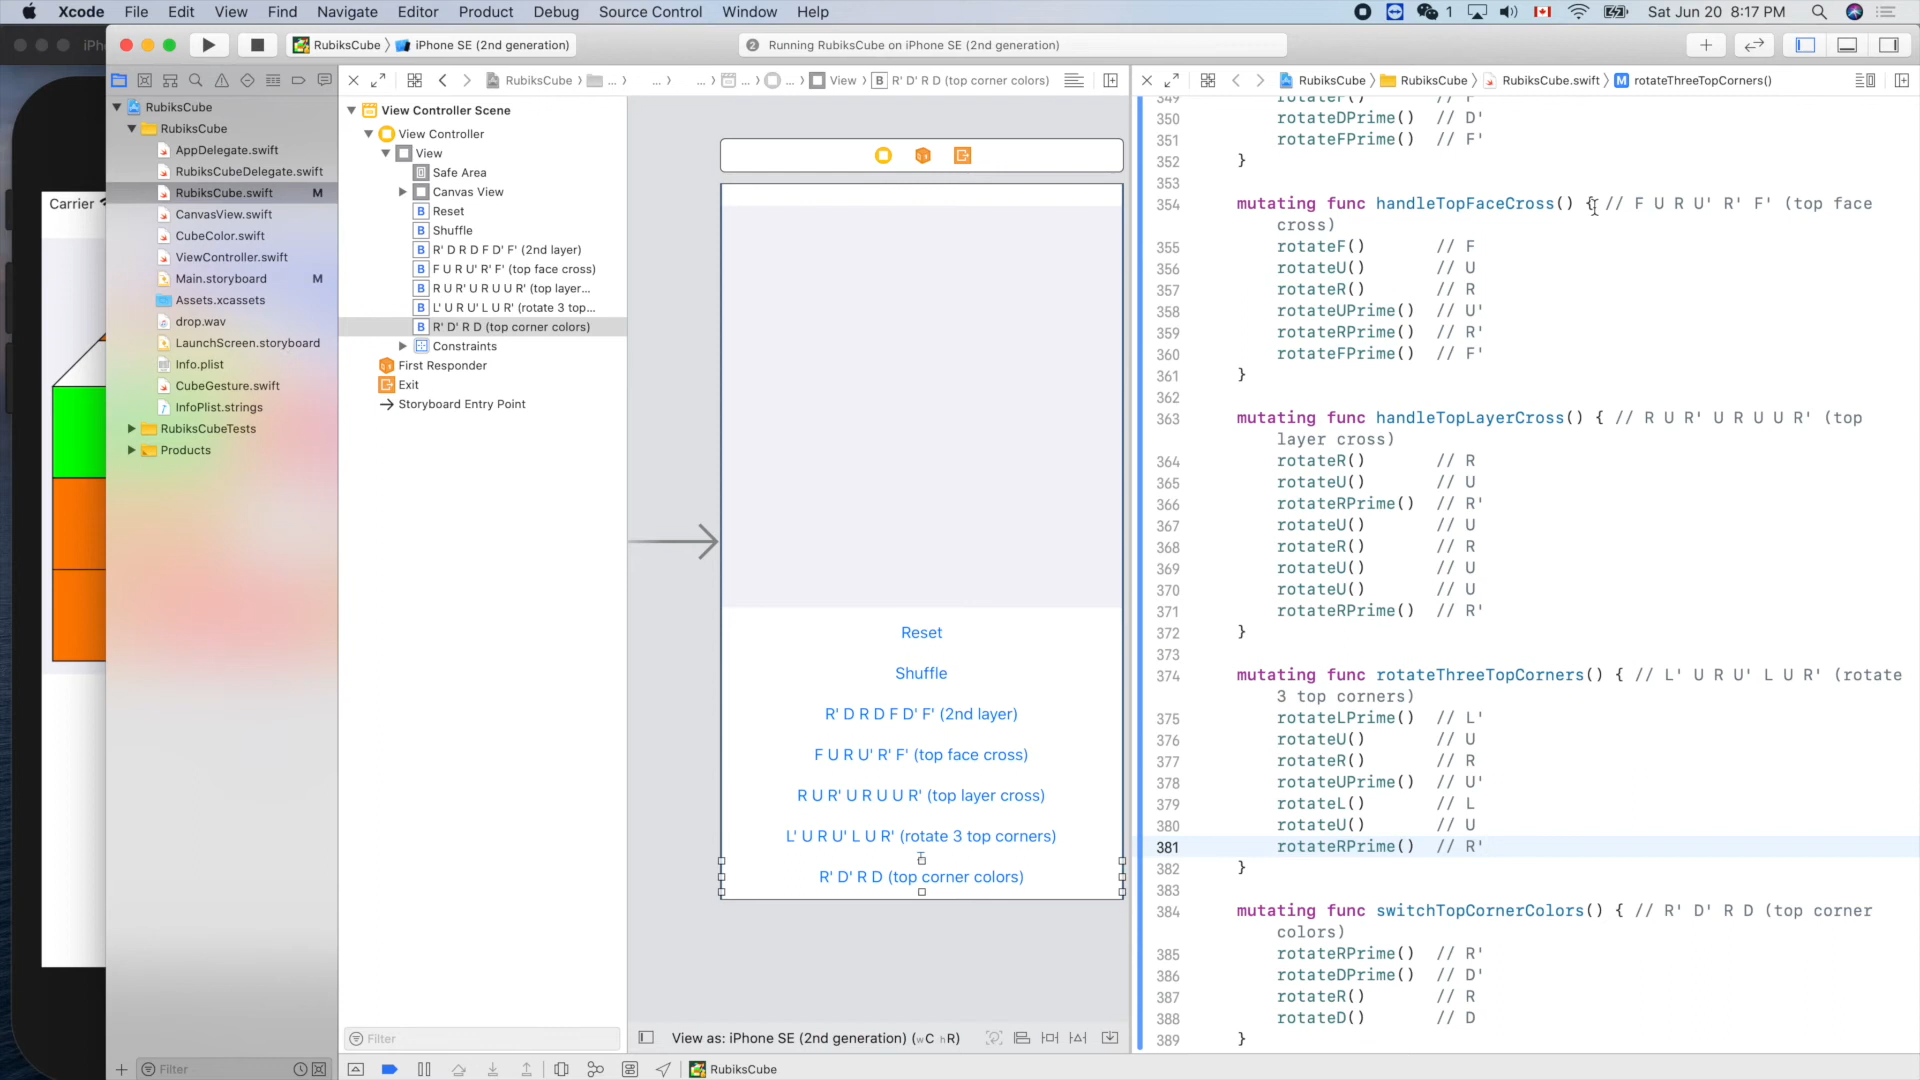 Xcode File Edit View Find Navigate Editor Product Debug Source Control Window Help 1 Sat Jun 20 8:17 PM
RubiksCube iPhone SE (2nd generation) 2 Running RubiksCube on iPhone SE (2nd generation)
RubiksCube ... ... ... ... View B R' D' R D (top corner colors) RubiksCube RubiksCube RubiksCube.swift M rotateThreeTopCorners()
RubiksCube
RubiksCube
AppDelegate.swift
RubiksCubeDelegate.swift
RubiksCube.swift M
CanvasView.swift
CubeColor.swift
ViewController.swift
Main.storyboard M
Assets.xcassets
drop.wav
LaunchScreen.storyboard
Info.plist
CubeGesture.swift
InfoPlist.strings
RubiksCubeTests
Products
Filter
Carrier
View Controller Scene
View Controller
View
Safe Area
Canvas View
B Reset
B Shuffle
B R' D R D F D' F' (2nd layer)
B F U R U' R' F' (top face cross)
B R U R' U R U U R' (top layer...
B L' U R U' L U R' (rotate 3 top...
B R' D' R D (top corner colors)
Constraints
First Responder
Exit
Storyboard Entry Point
Filter
Reset
Shuffle
R' D R D F D' F' (2nd layer)
F U R U' R' F' (top face cross)
R U R' U R U U R' (top layer cross)
L' U R U' L U R' (rotate 3 top corners)
R' D' R D (top corner colors)
View as: iPhone SE (2nd generation) (wC hR)
RubiksCube
349 rotateF() // F
350 rotateDPrime() // D'
351 rotateFPrime() // F'
352 }
353
354 mutating func handleTopFaceCross() { // F U R U' R' F' (top face
cross)
355 rotateF() // F
356 rotateU() // U
357 rotateR() // R
358 rotateUPrime() // U'
359 rotateRPrime() // R'
360 rotateFPrime() // F'
361 }
362
363 mutating func handleTopLayerCross() { // R U R' U R U U R' (top
layer cross)
364 rotateR() // R
365 rotateU() // U
366 rotateRPrime() // R'
367 rotateU() // U
368 rotateR() // R
369 rotateU() // U
370 rotateU() // U
371 rotateRPrime() // R'
372 }
373
374 mutating func rotateThreeTopCorners() { // L' U R U' L U R' (rotate
3 top corners)
375 rotateLPrime() // L'
376 rotateU() // U
377 rotateR() // R
378 rotateUPrime() // U'
379 rotateL() // L
380 rotateU() // U
381 rotateRPrime() // R'
382 }
383
384 mutating func switchTopCornerColors() { // R' D' R D (top corner
colors)
385 rotateRPrime() // R'
386 rotateDPrime() // D'
387 rotateR() // R
388 rotateD() // D
389 }